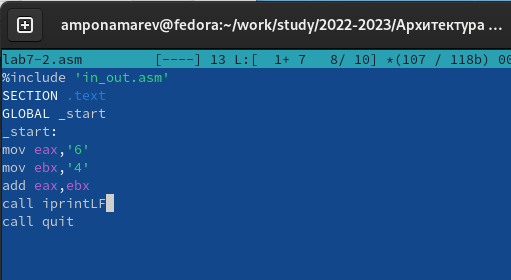 amponamarev@fedora:~/work/study/2022-2023/Архитектура ...
lab7-2.asm [----] 13 L:[ 1+ 7 8/ 10] *(107 / 118b) 00
%include 'in_out.asm'
SECTION .text
GLOBAL _start
_start:
mov eax,'6'
mov ebx,'4'
add eax,ebx
call iprintLF
call quit